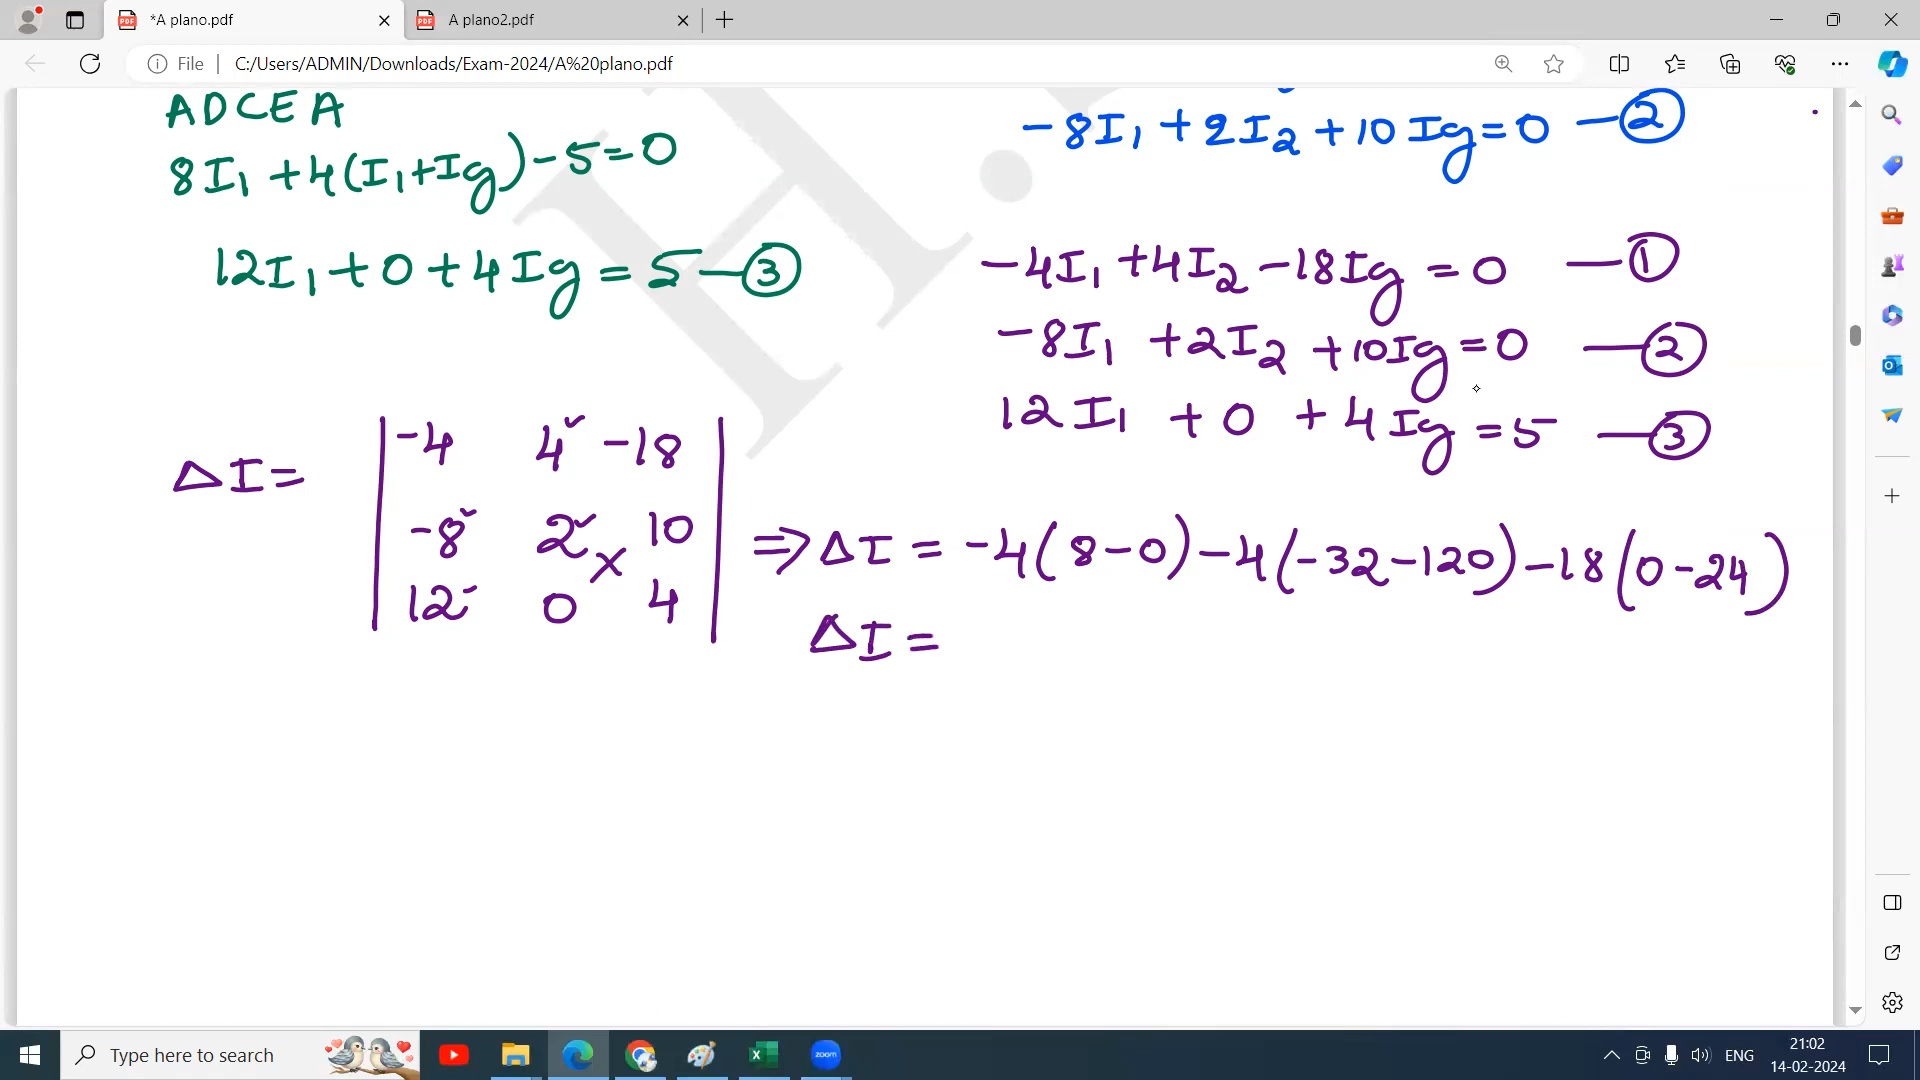 *A plano.pdf
A plano2.pdf
File
C:/Users/ADMIN/Downloads/Exam-2024/A%20plano.pdf
ADCEA
8I₁ +4(I₁+Ig)-5=0
12I₁+0+4Ig=5—③
-8I₁+2I₂+10Ig=0 —②
-4I₁+4I₂-18Ig=0 —①
-8I₁+2I₂+10Ig=0 —②
12I₁+0+4Ig=5 —③
ΔI=
-4 4 -18
-8 2 10
12 0 4
⇒ΔI=-4(8-0)-4(-32-120)-18(0-24)
ΔI=
H.
Type here to search
zoom
ENG
21:02
14-02-2024